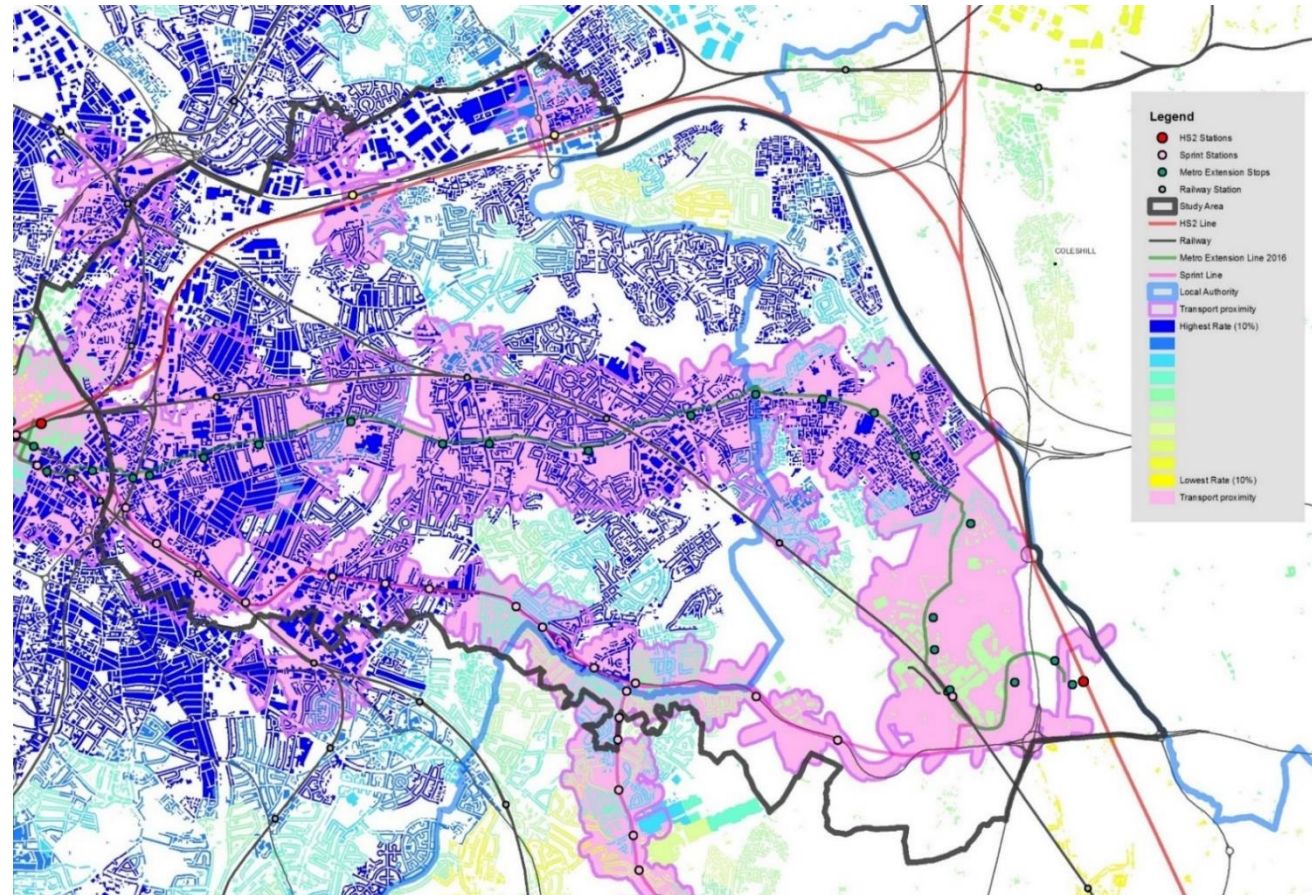 COLESHILL
Legend
HS2 Stations
Sprint Stations
Metro Extension Stops
Railway Station
Study Area
HS2 Line
Railway
Metro Extension Line 2016
Sprint Line
Local Authority
Transport proximity
Highest Rate (10%)
Lowest Rate (10%)
Transport proximity